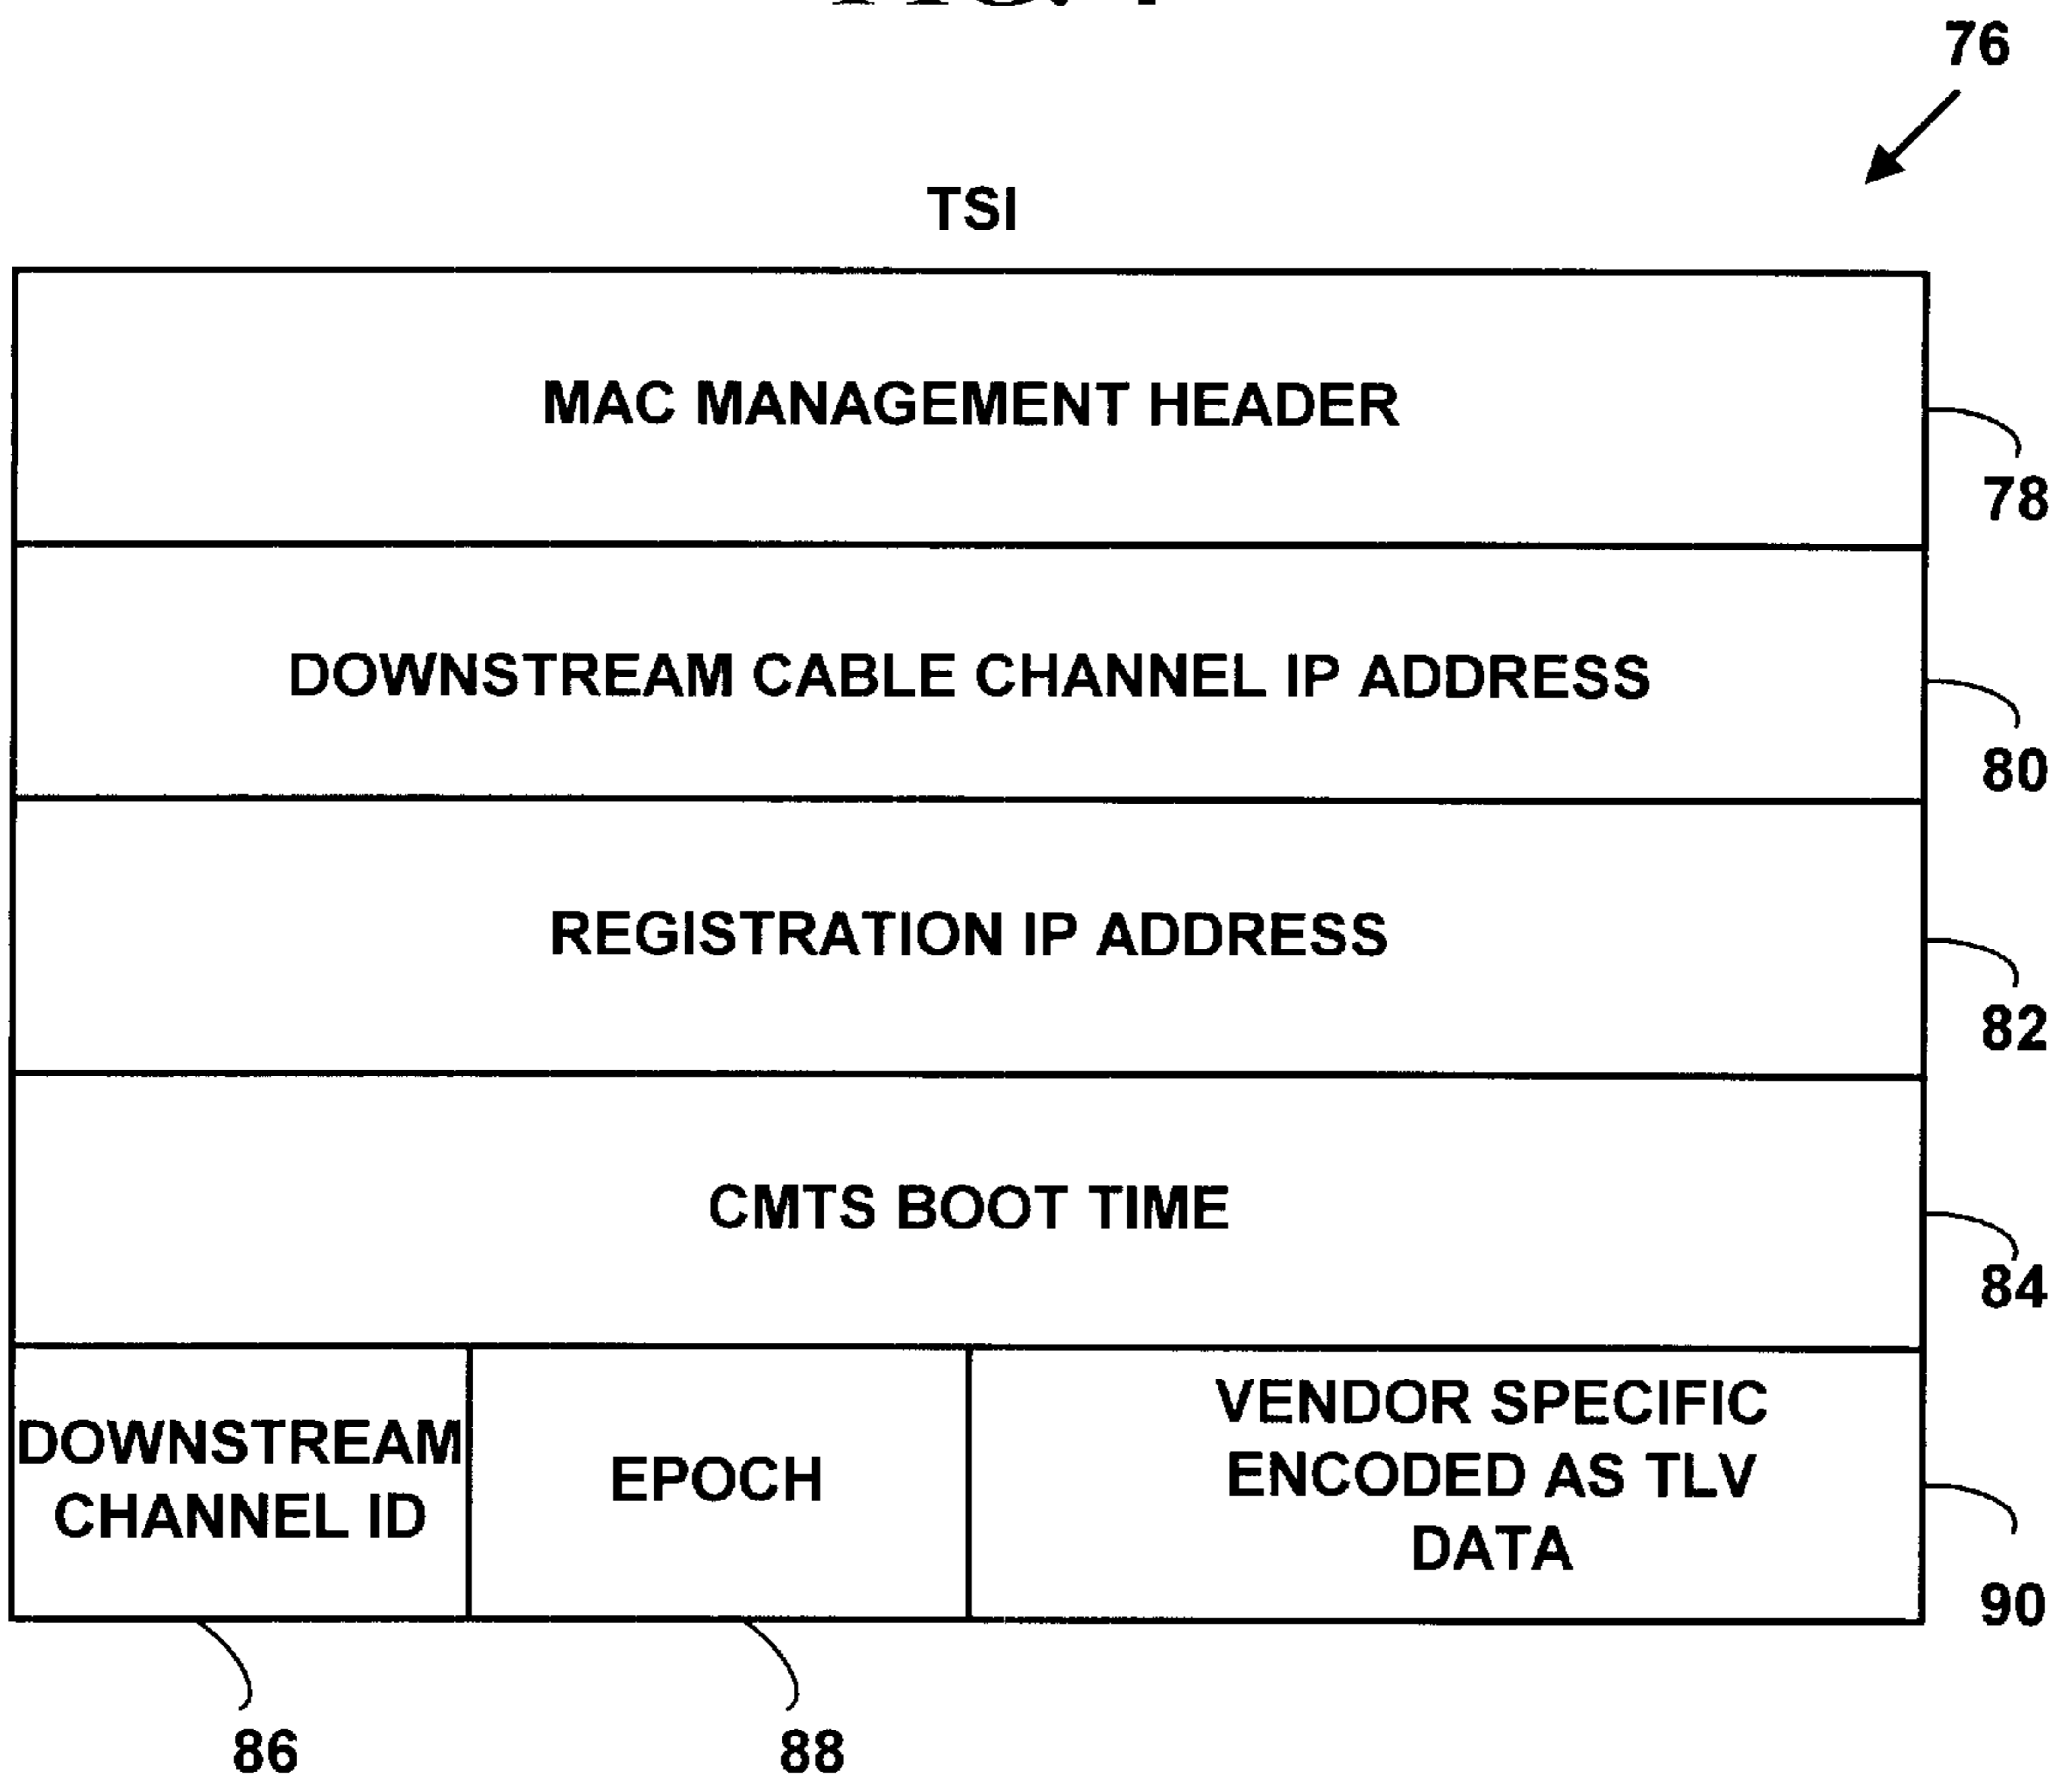 76
TSI
MAC MANAGEMENT HEADER
78
DOWNSTREAM CABLE CHANNEL IP ADDRESS
80
REGISTRATION IP ADDRESS
82
CMTS BOOT TIME
84
DOWNSTREAM
CHANNEL ID
EPOCH
VENDOR SPECIFIC
ENCODED AS TLV
DATA
90
86
88